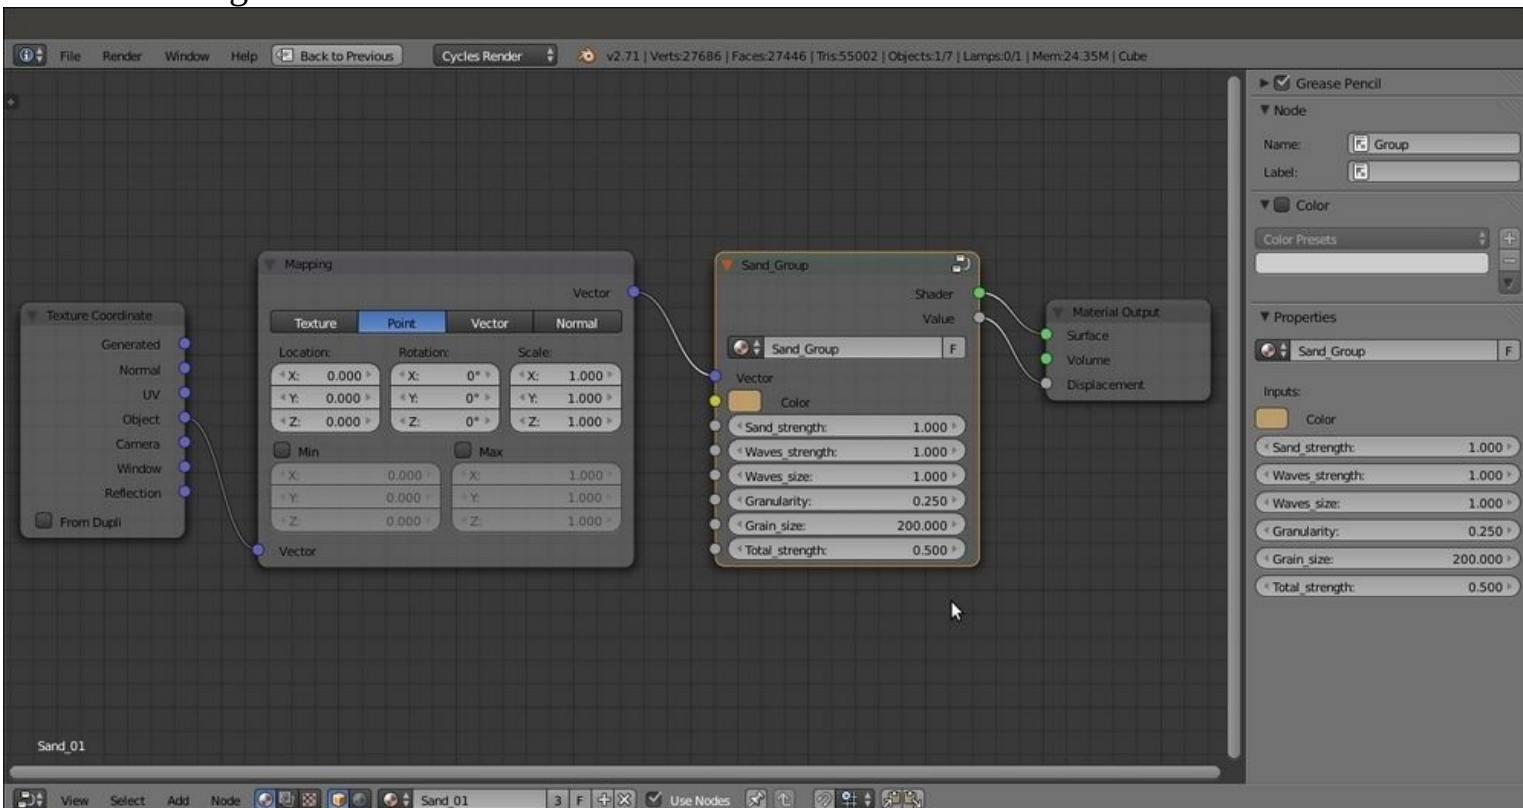 File Render Window Help Back to Previous Cycles Render v2.71 | Verts:27686 | Faces:27446 | Tris:55002 | Objects:1/7 | Lamps:0/1 | Mem:24.35M | Cube
Texture Coordinate
Generated
Normal
UV
Object
Camera
Window
Reflection
From Dupli
Mapping
Vector
Texture Point Vector Normal
Location: Rotation: Scale:
X: 0.000 X: 0° X: 1.000
Y: 0.000 Y: 0° Y: 1.000
Z: 0.000 Z: 0° Z: 1.000
Min Max
X: 0.000 X: 1.000
Y: 0.000 Y: 1.000
Z: 0.000 Z: 1.000
Vector
Sand_Group
Shader
Value
Sand_Group F
Vector
Color
Sand_strength: 1.000
Waves_strength: 1.000
Waves_size: 1.000
Granularity: 0.250
Grain_size: 200.000
Total_strength: 0.500
Material Output
Surface
Volume
Displacement
Grease Pencil
Node
Name: Group
Label:
Color
Color Presets
Properties
Sand_Group F
Inputs:
Color
Sand_strength: 1.000
Waves_strength: 1.000
Waves_size: 1.000
Granularity: 0.250
Grain_size: 200.000
Total_strength: 0.500
Sand_01
View Select Add Node Sand_01 3 F Use Nodes